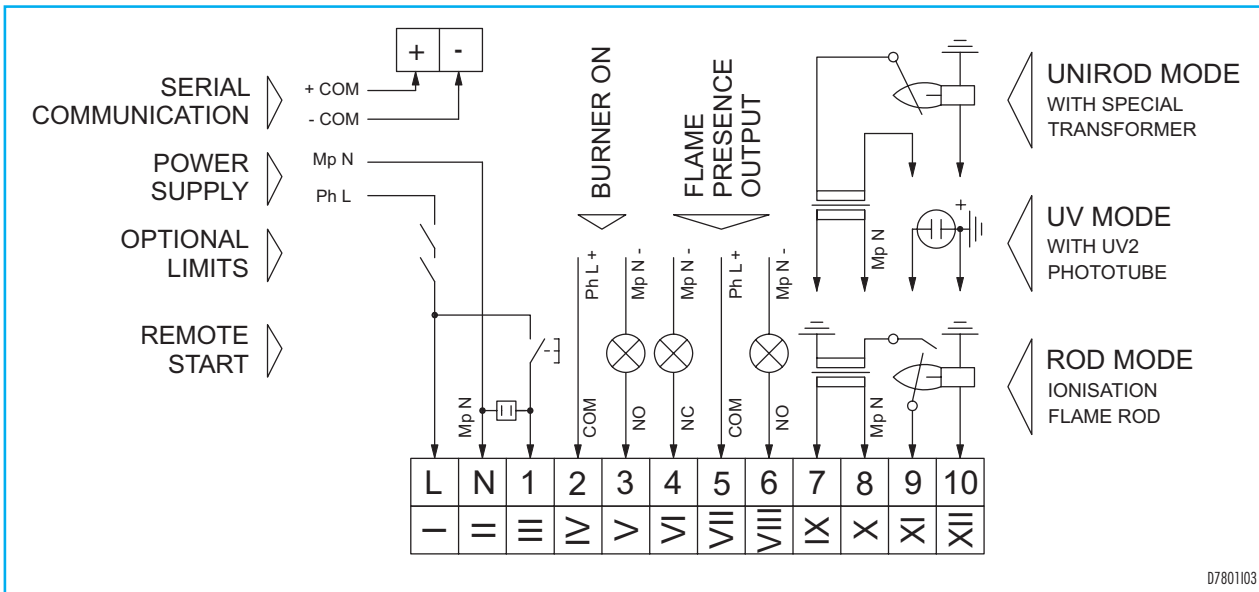 + -
SERIAL
COMMUNICATION
+ COM
- COM
POWER
SUPPLY
Mp N
Ph L
OPTIONAL
LIMITS
REMOTE
START
BURNER ON
FLAME
PRESENCE
OUTPUT
Ph L +
Mp N -
Mp N -
Ph L +
Mp N -
Mp N
COM
NO
NC
COM
NO
Mp N
Mp N
+
UNIROD MODE
WITH SPECIAL
TRANSFORMER
UV MODE
WITH UV2
PHOTOTUBE
ROD MODE
IONISATION
FLAME ROD
L N 1 2 3 4 5 6 7 8 9 10
I II III IV V VI VII VIII IX X XI XII
D7801I03